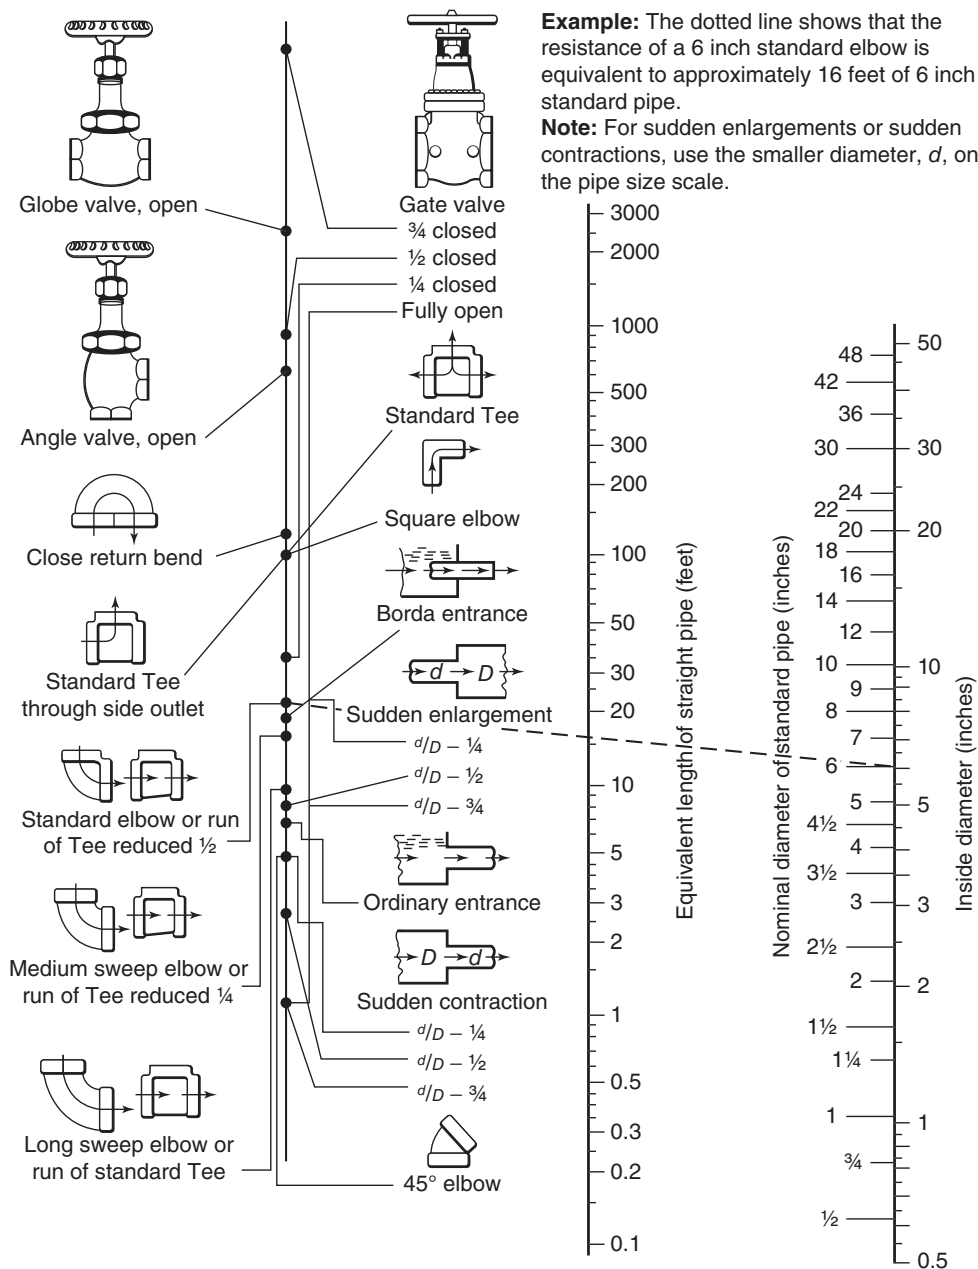 Example: The dotted line shows that the
resistance of a 6 inch standard elbow is
equivalent to approximately 16 feet of 6 inch
standard pipe.
Note: For sudden enlargements or sudden
contractions, use the smaller diameter, d, on
the pipe size scale.
Globe valve, open
Angle valve, open
Close return bend
Standard Tee
through side outlet
Standard elbow or run
of Tee reduced ½
Medium sweep elbow or
run of Tee reduced ¼
Long sweep elbow or
run of standard Tee
Gate valve
¾ closed
½ closed
¼ closed
Fully open
Standard Tee
Square elbow
Borda entrance
d D
Sudden enlargement
d/D – ¼
d/D – ½
d/D – ¾
Ordinary entrance
D d
Sudden contraction
d/D – ¼
d/D – ½
d/D – ¾
45° elbow
3000
2000
1000
500
300
200
100
50
30
20
10
5
3
2
1
0.5
0.3
0.2
0.1
Equivalent length of straight pipe (feet)
Nominal diameter of standard pipe (inches)
48
42
36
30
24
22
20
18
16
14
12
10
9
8
7
6
5
4½
4
3½
3
2½
2
1½
1¼
1
¾
½
50
30
20
10
5
3
2
1
0.5
Inside diameter (inches)